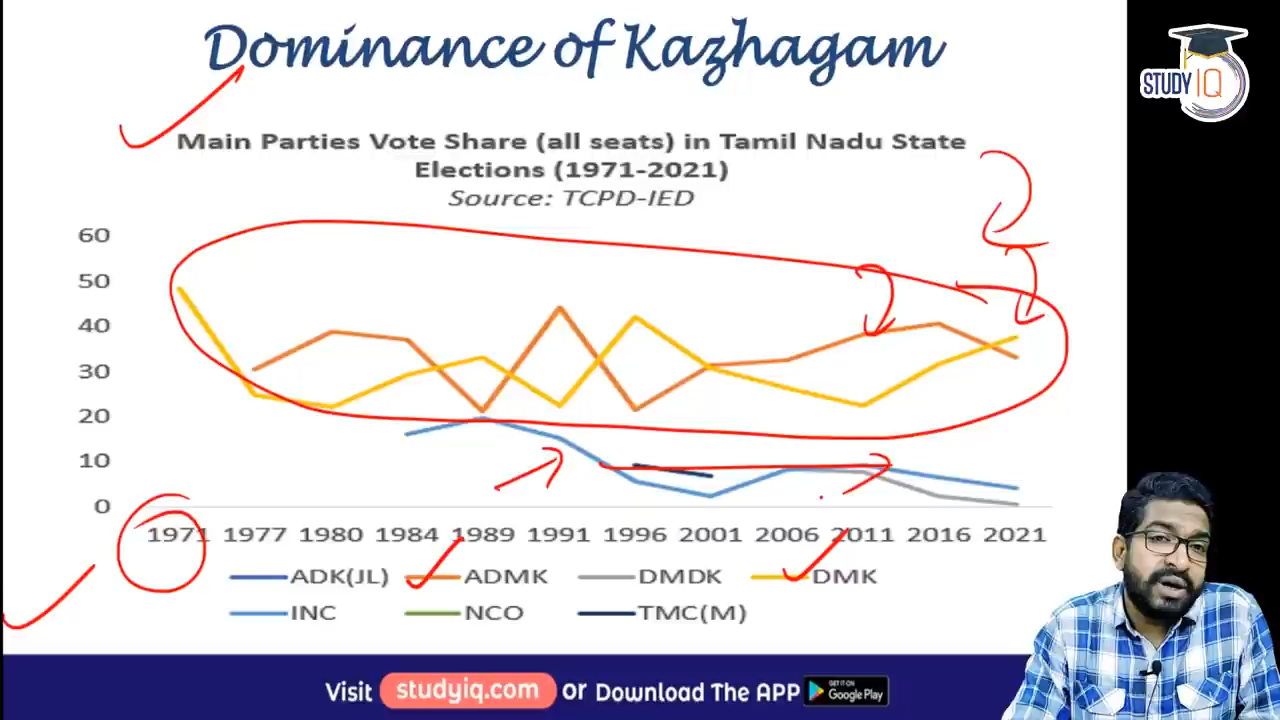 Dominance of Kazhagam
STUDY IQ
Main Parties Vote Share (all seats) in Tamil Nadu State
Elections (1971-2021)
Source: TCPD-IED
60
50
40
30
20
10
0
1971 1977 1980 1984 1989 1991 1996 2001 2006 2011 2016 2021
ADK(JL) ADMK DMDK DMK
INC NCO TMC(M)
Visit studyiq.com or Download The APP GET IT ON Google Play